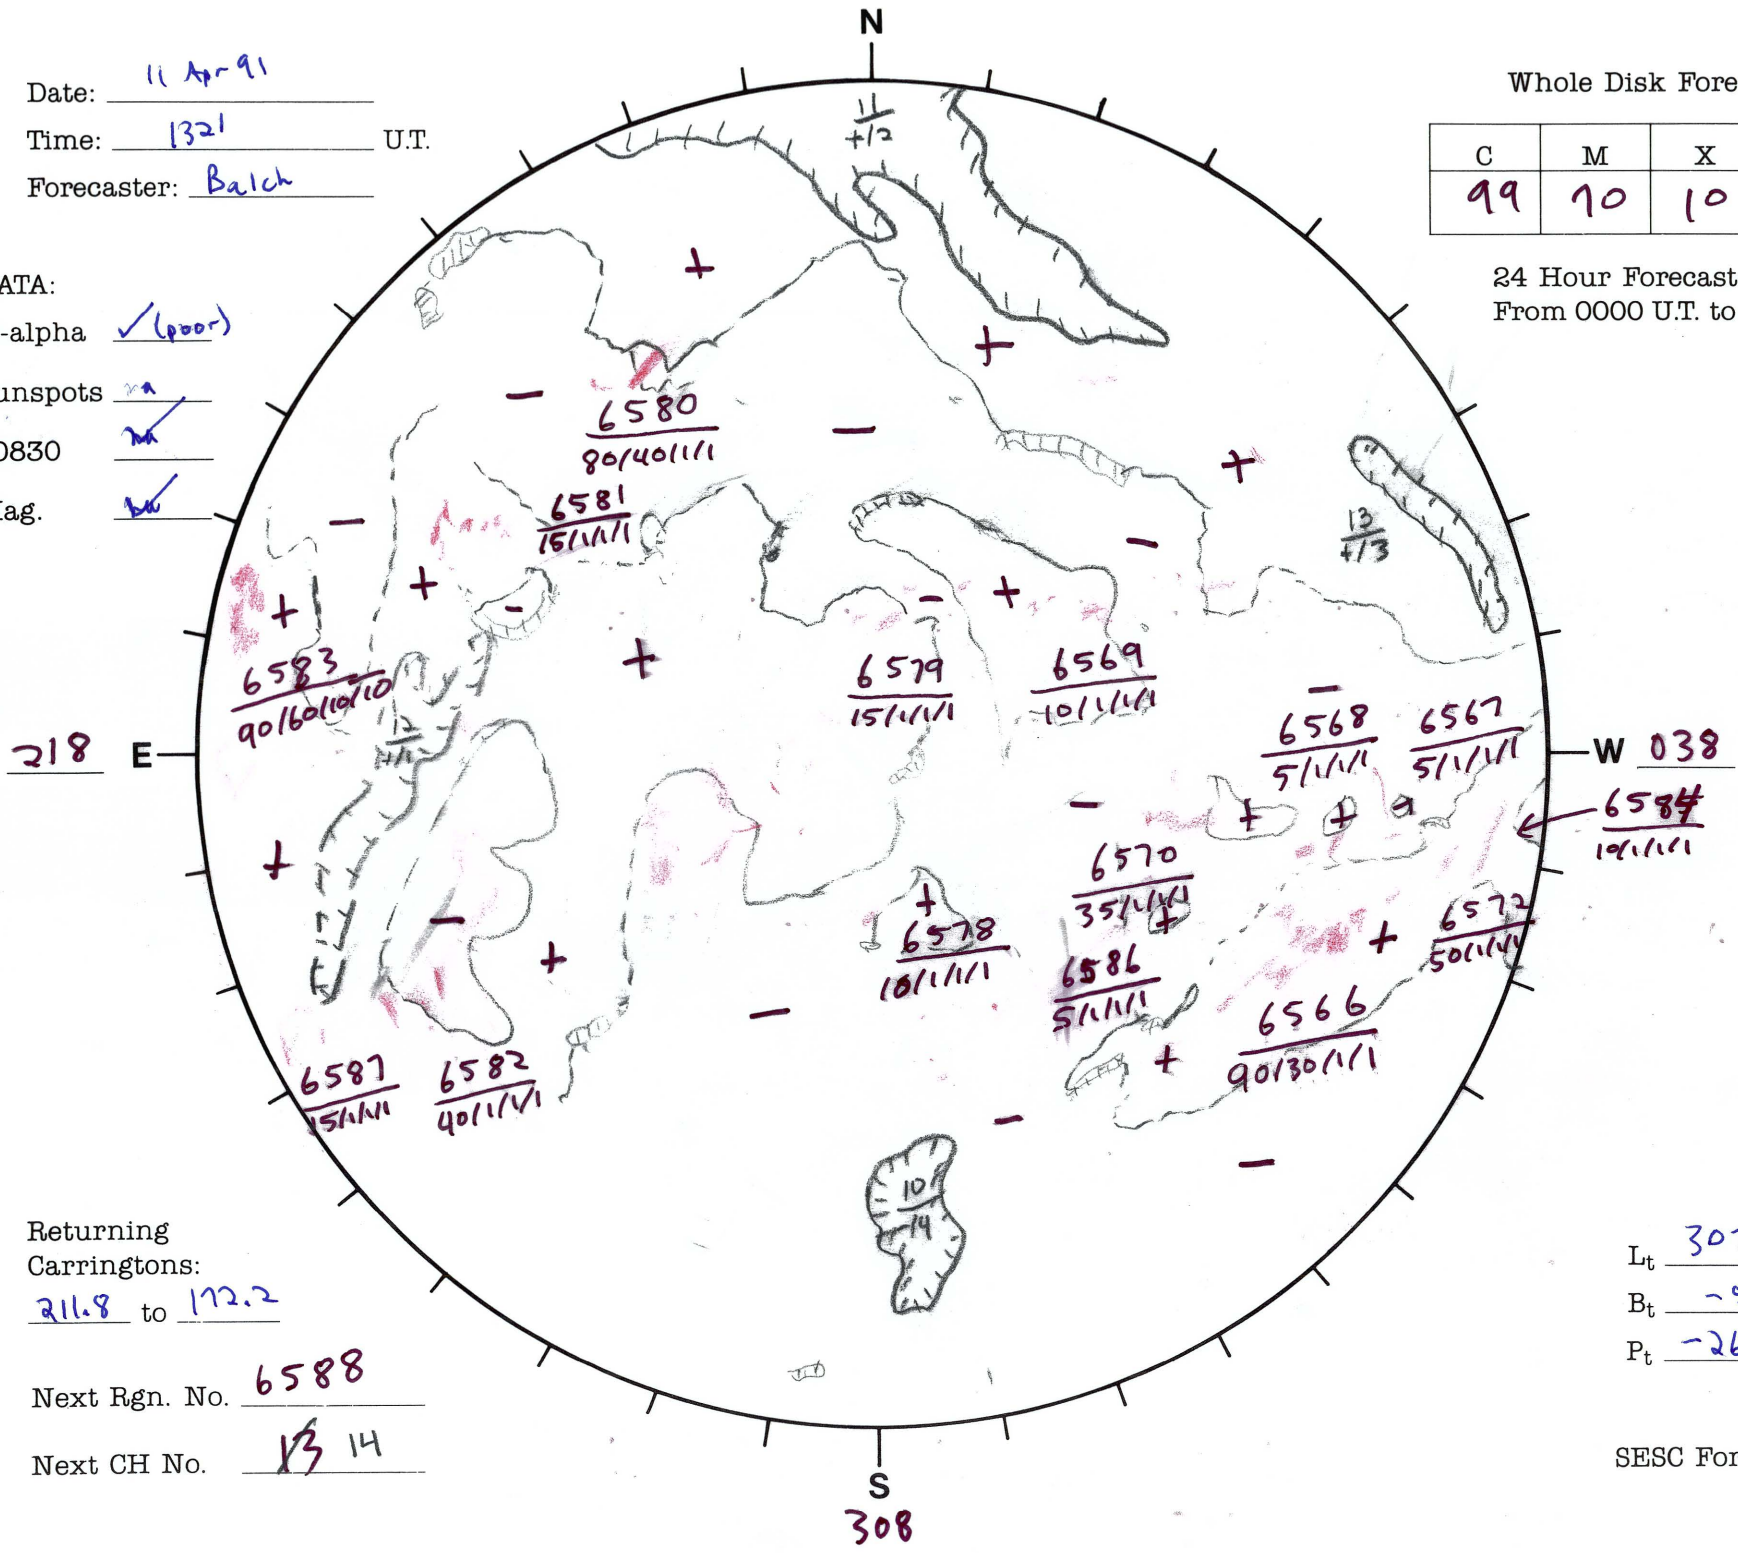 N
Date: 11 Apr 91
Time: 1321 U.T.
Forecaster: Balch
Whole Disk Fore
C M X
99 70 10
24 Hour Forecast
From 0000 U.T. to
ATA:
-alpha ✓(poor)
unspots na
0830
ag.
11
+/2
+
+
-
6580
80/40/1/1
-
+
6581
15/1/1/1
-
-
13
+/3
+
+
-
-
+
6583
90/60/10/10
+
6579
15/1/1/1
6569
10/1/1/1
-
6568
5/1/1/1
6567
5/1/1/1
12
218 E
W 038
6584
10/1/1/1
-
+
+
+
6570
35/1/1/1
+
-
+
+
6578
10/1/1/1
+
6572
50/1/1/1
6586
5/1/1/1
-
6566
90/30/1/1
+
6587
15/1/1/1
6582
40/1/1/1
-
-
10
14
Returning
Carringtons:
211.8 to 172.2
Next Rgn. No. 6588
Next CH No. 13 14
S
308
Lt 30
Bt
Pt -26
SESC For